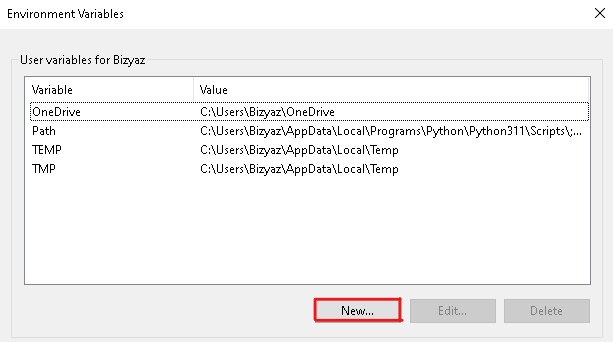 Environment Variables
User variables for Bizyaz
Variable Value
OneDrive C:\Users\Bizyaz\OneDrive
Path C:\Users\Bizyaz\AppData\Local\Programs\Python\Python311\Scripts\;...
TEMP C:\Users\Bizyaz\AppData\Local\Temp
TMP C:\Users\Bizyaz\AppData\Local\Temp
New... Edit... Delete